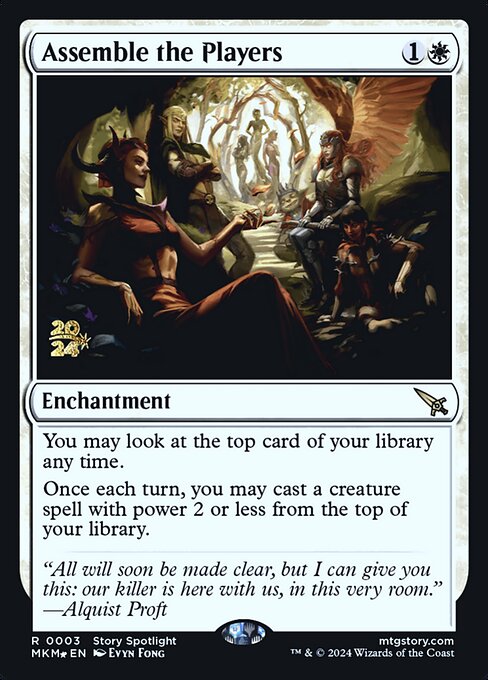 Assemble the Players 1
2024
Enchantment
You may look at the top card of your library
any time.
Once each turn, you may cast a creature
spell with power 2 or less from the top of
your library.
“All will soon be made clear, but I can give you
this: our killer is here with us, in this very room.”
—Alquist Proft
R 0003 Story Spotlight mtgstory.com
MKM★EN Evyn Fong ™ & © 2024 Wizards of the Coast